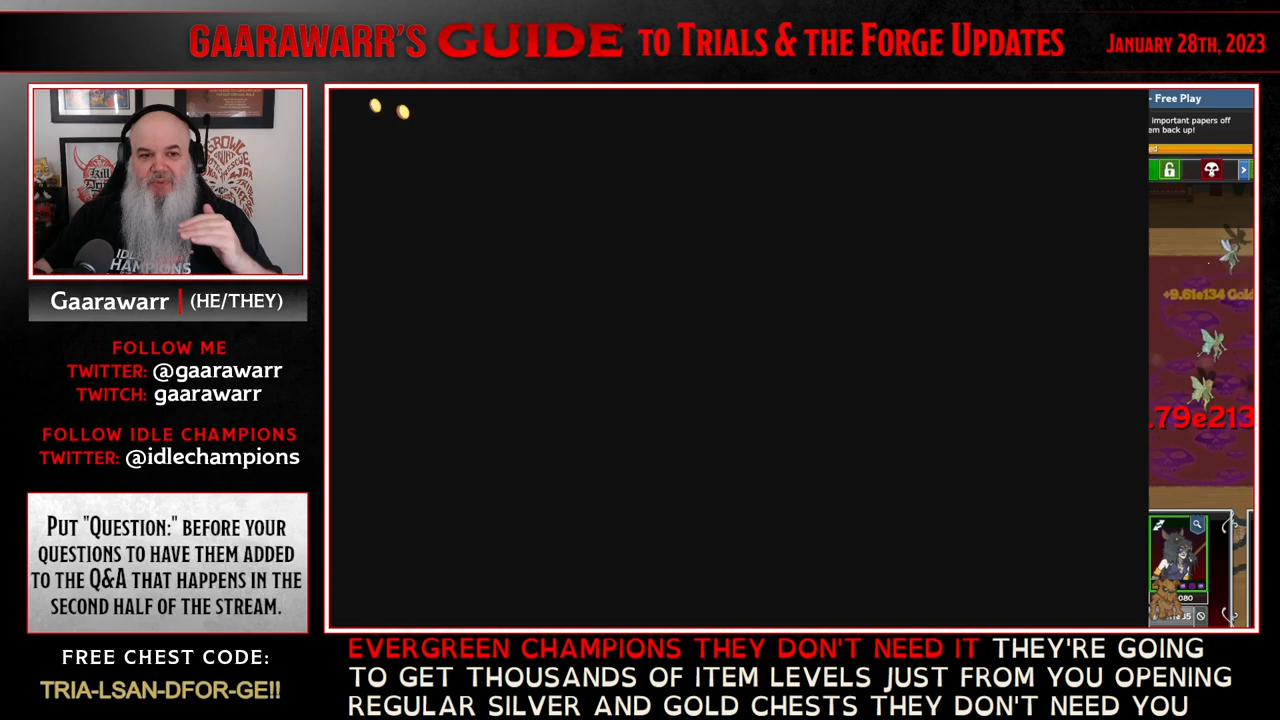 GAARAWARR'S GUIDE TO TRIALS & THE FORGE UPDATES
JANUARY 28TH, 2023
IDLE
HAMPIONS
Gaarawarr | (HE/THEY)
FOLLOW ME
TWITTER: @gaarawarr
TWITCH: gaarawarr
FOLLOW IDLE CHAMPIONS
TWITTER: @idlechampions
PUT "QUESTION:" BEFORE YOUR
QUESTIONS TO HAVE THEM ADDED
TO THE Q&A THAT HAPPENS IN THE
SECOND HALF OF THE STREAM.
FREE CHEST CODE:
TRIA-LSAN-DFOR-GE!!
- Free Play
important papers off
em back up!
ed
+9.61e134 Gold
.79e213
080
EVERGREEN CHAMPIONS THEY DON'T NEED IT THEY'RE GOING
TO GET THOUSANDS OF ITEM LEVELS JUST FROM YOU OPENING
REGULAR SILVER AND GOLD CHESTS THEY DON'T NEED YOU